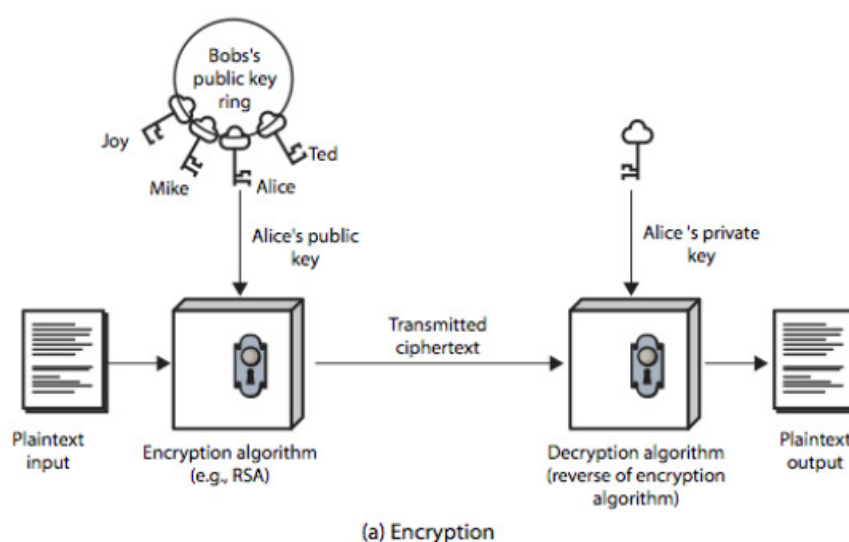 Bobs's
public key
ring
Joy
Ted
Mike
Alice
Alice's public
key
Alice 's private
key
Transmitted
ciphertext
Plaintext
input
Encryption algorithm
(e.g., RSA)
Decryption algorithm
(reverse of encryption
algorithm)
Plaintext
output
(a) Encryption